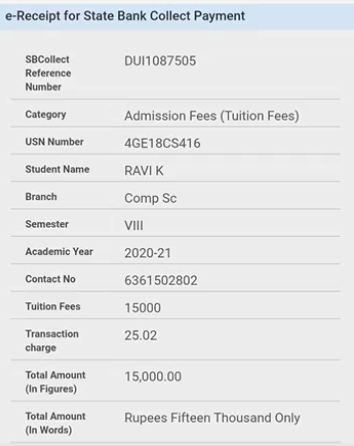 e-Receipt for State Bank Collect Payment
SBCollect
Reference
Number
DUI1087505
Category
Admission Fees (Tuition Fees)
USN Number
4GE18CS416
Student Name
RAVI K
Branch
Comp Sc
Semester
VIII
Academic Year
2020-21
Contact No
6361502802
Tuition Fees
15000
Transaction
charge
25.02
Total Amount
(In Figures)
15,000.00
Total Amount
(In Words)
Rupees Fifteen Thousand Only